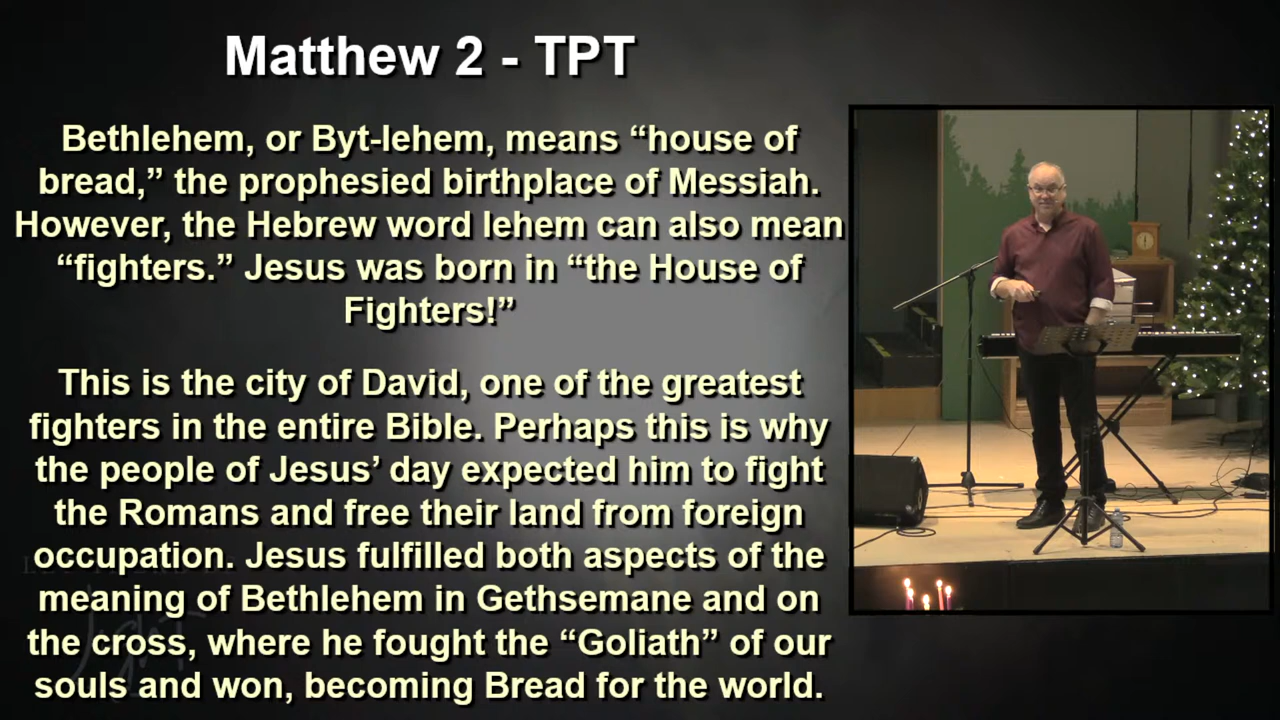 Matthew 2 - TPT
Bethlehem, or Byt-lehem, means “house of
bread,” the prophesied birthplace of Messiah.
However, the Hebrew word lehem can also mean
“fighters.” Jesus was born in “the House of
Fighters!”
This is the city of David, one of the greatest
fighters in the entire Bible. Perhaps this is why
the people of Jesus’ day expected him to fight
the Romans and free their land from foreign
occupation. Jesus fulfilled both aspects of the
meaning of Bethlehem in Gethsemane and on
the cross, where he fought the “Goliath” of our
souls and won, becoming Bread for the world.